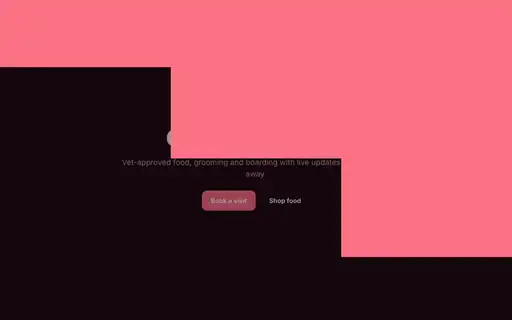 Vet-approved food, grooming and boarding with live updates
away
Book a visit
Shop food